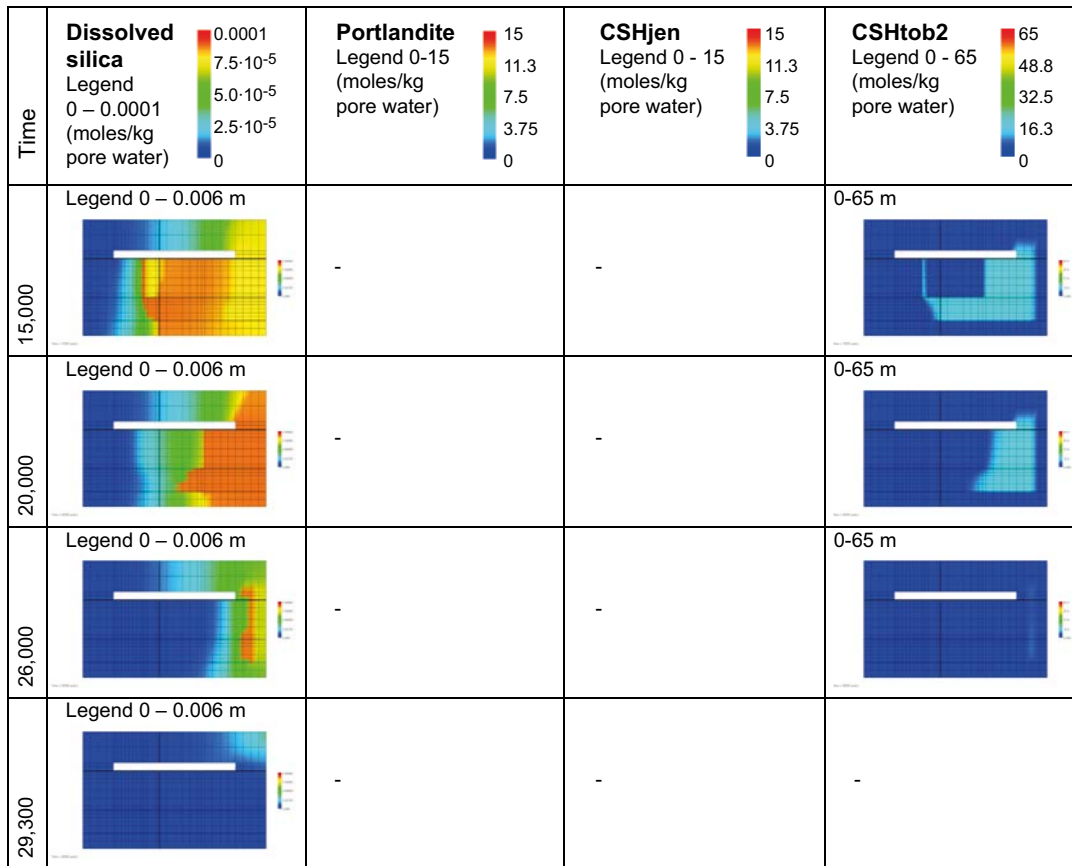 Time
Dissolved silica
Legend
0 – 0.0001
(moles/kg
pore water)
0.0001
7.5·10-5
5.0·10-5
2.5·10-5
0
Portlandite
Legend 0-15
(moles/kg
pore water)
15
11.3
7.5
3.75
0
CSHjen
Legend 0 - 15
(moles/kg
pore water)
15
11.3
7.5
3.75
0
CSHtob2
Legend 0 - 65
(moles/kg
pore water)
65
48.8
32.5
16.3
0
15,000
Legend 0 – 0.006 m
-
-
0-65 m
20,000
Legend 0 – 0.006 m
-
-
0-65 m
26,000
Legend 0 – 0.006 m
-
-
0-65 m
29,300
Legend 0 – 0.006 m
-
-
-